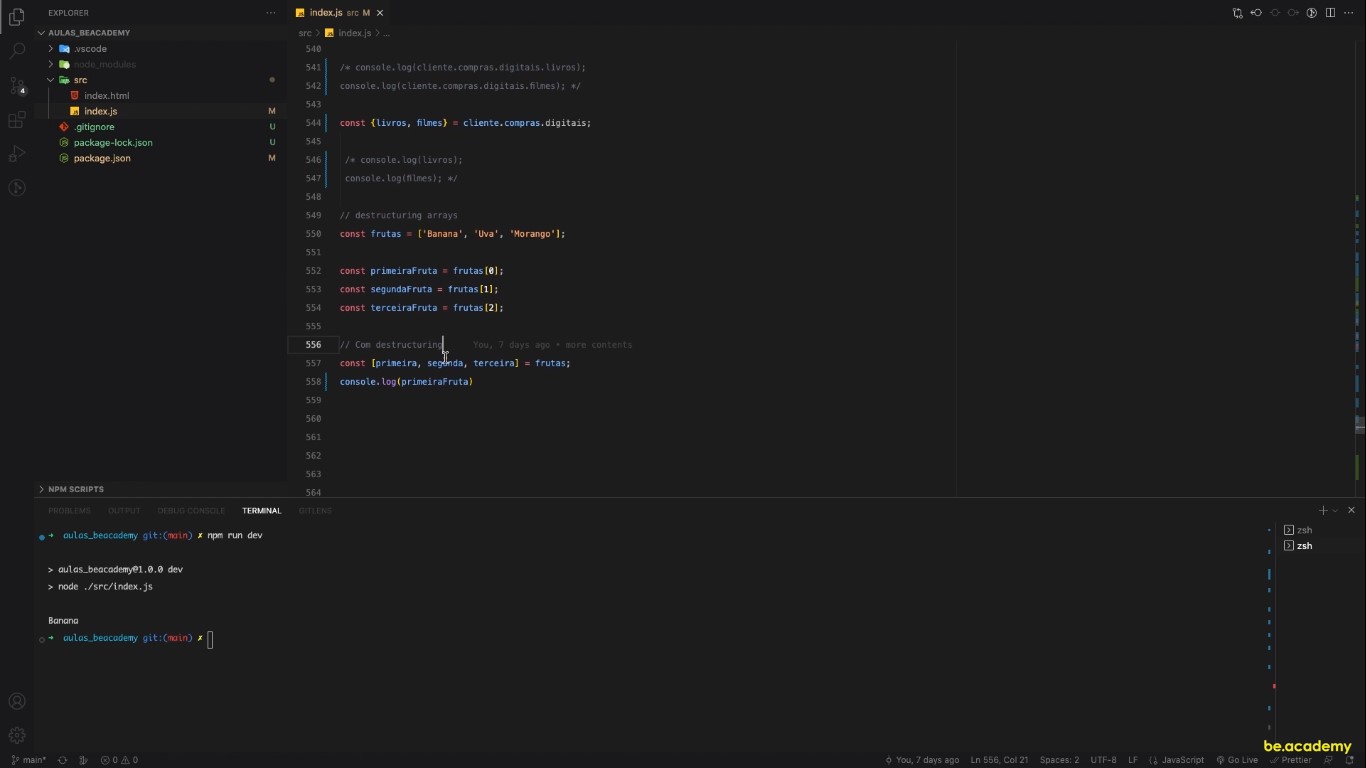 EXPLORER
···
index.js src M
AULAS_BEACADEMY
src > index.js > ...
.vscode
node_modules
src
index.html
index.js M
.gitignore U
package-lock.json U
package.json M
4
540
541 /* console.log(cliente.compras.digitais.livros);
542 console.log(cliente.compras.digitais.filmes); */
543
544 const {livros, filmes} = cliente.compras.digitais;
545
546 /* console.log(livros);
547 console.log(filmes); */
548
549 // destructuring arrays
550 const frutas = ['Banana', 'Uva', 'Morango'];
551
552 const primeiraFruta = frutas[0];
553 const segundaFruta = frutas[1];
554 const terceiraFruta = frutas[2];
555
556 // Com destructuring You, 7 days ago • more contents
557 const [primeira, segunda, terceira] = frutas;
558 console.log(primeiraFruta)
559
560
561
562
563
564
NPM SCRIPTS
PROBLEMS OUTPUT DEBUG CONSOLE TERMINAL GITLENS
➜ aulas_beacademy git:(main) ✗ npm run dev
> aulas_beacademy@1.0.0 dev
> node ./src/index.js
Banana
➜ aulas_beacademy git:(main) ✗
zsh
zsh
be.academy
main* 0 0 You, 7 days ago Ln 556, Col 21 Spaces: 2 UTF-8 LF JavaScript Go Live Prettier